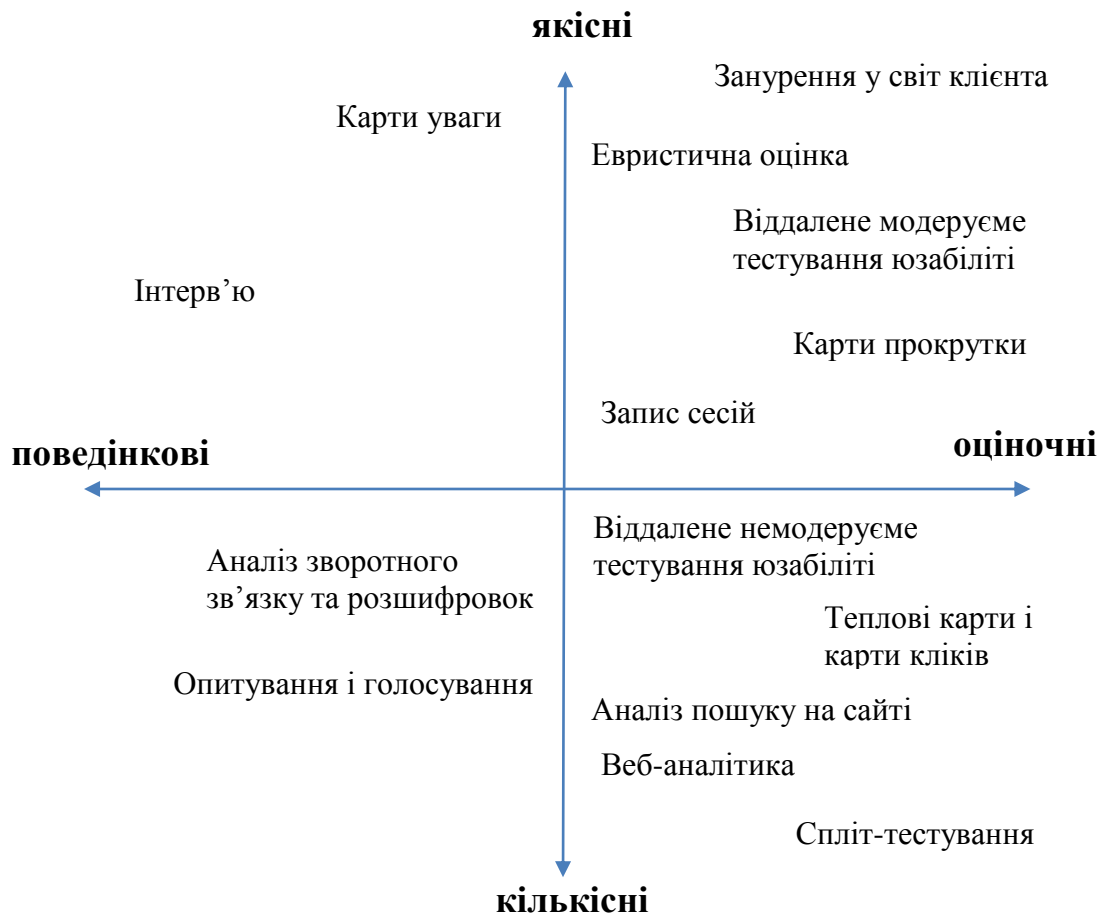 якісні
Занурення у світ клієнта
Карти уваги
Евристична оцінка
Віддалене модеруєме
тестування юзабіліті
Інтерв’ю
Карти прокрутки
Запис сесій
поведінкові
оціночні
Віддалене немодеруєме
тестування юзабіліті
Аналіз зворотного
зв’язку та розшифровок
Теплові карти і
карти кліків
Опитування і голосування
Аналіз пошуку на сайті
Веб-аналітика
Спліт-тестування
кількісні